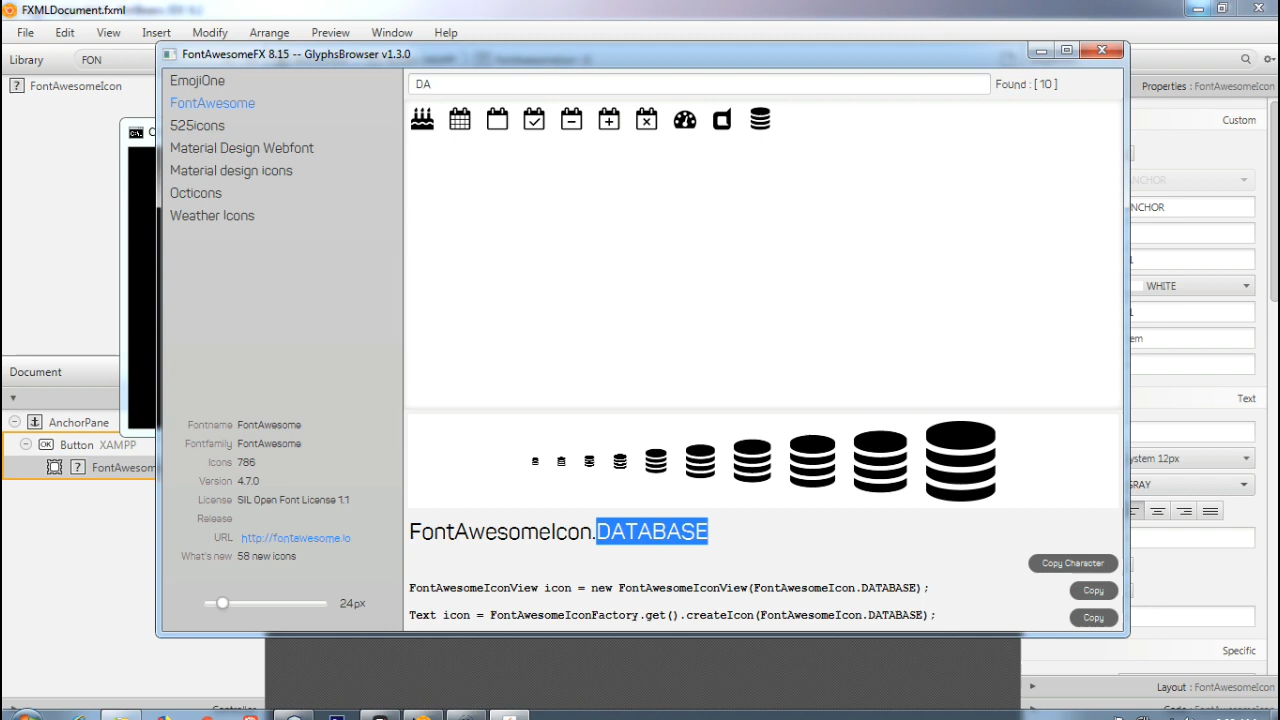 FXMLDocument.fxml
File Edit View Insert Modify Arrange Preview Window Help
Library FON
FontAwesomeIcon
FontAwesomeFX 8.15 -- GlyphsBrowser v1.3.0
EmojiOne
FontAwesome
525icons
Material Design Webfont
Material design icons
Octicons
Weather Icons
DA
Found : [ 10 ]
Fontname FontAwesome
Fontfamily FontAwesome
Icons 786
Version 4.7.0
License SIL Open Font License 1.1
Release
URL http://fontawesome.io
What's new 58 new icons
24px
FontAwesomeIcon.DATABASE
Copy Character
FontAwesomeIconView icon = new FontAwesomeIconView(FontAwesomeIcon.DATABASE);
Copy
Text icon = FontAwesomeIconFactory.get().createIcon(FontAwesomeIcon.DATABASE);
Copy
Document
AnchorPane
OK Button XAMPP
FontAwesom
Properties : FontAwesomeIcon
Custom
ANCHOR
NCHOR
WHITE
em
Text
ystem 12px
GRAY
Specific
Layout : FontAwesomeIcon